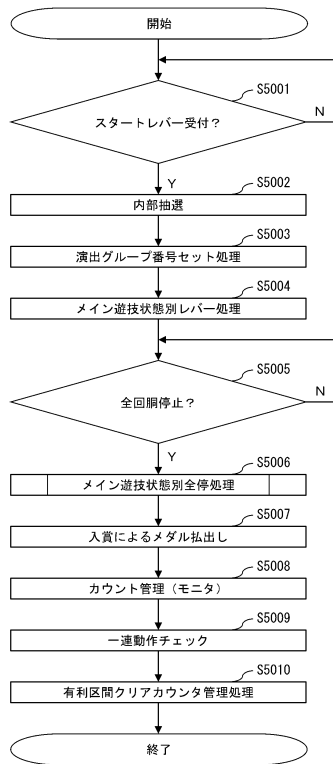 開始
S5001
スタートレバー受付？
N
Y
S5002
内部抽選
S5003
演出グループ番号セット処理
S5004
メイン遊技状態別レバー処理
S5005
全回胴停止？
N
Y
S5006
メイン遊技状態別全停処理
S5007
入賞によるメダル払出し
S5008
カウント管理（モニタ）
S5009
一連動作チェック
S5010
有利区間クリアカウンタ管理処理
終了